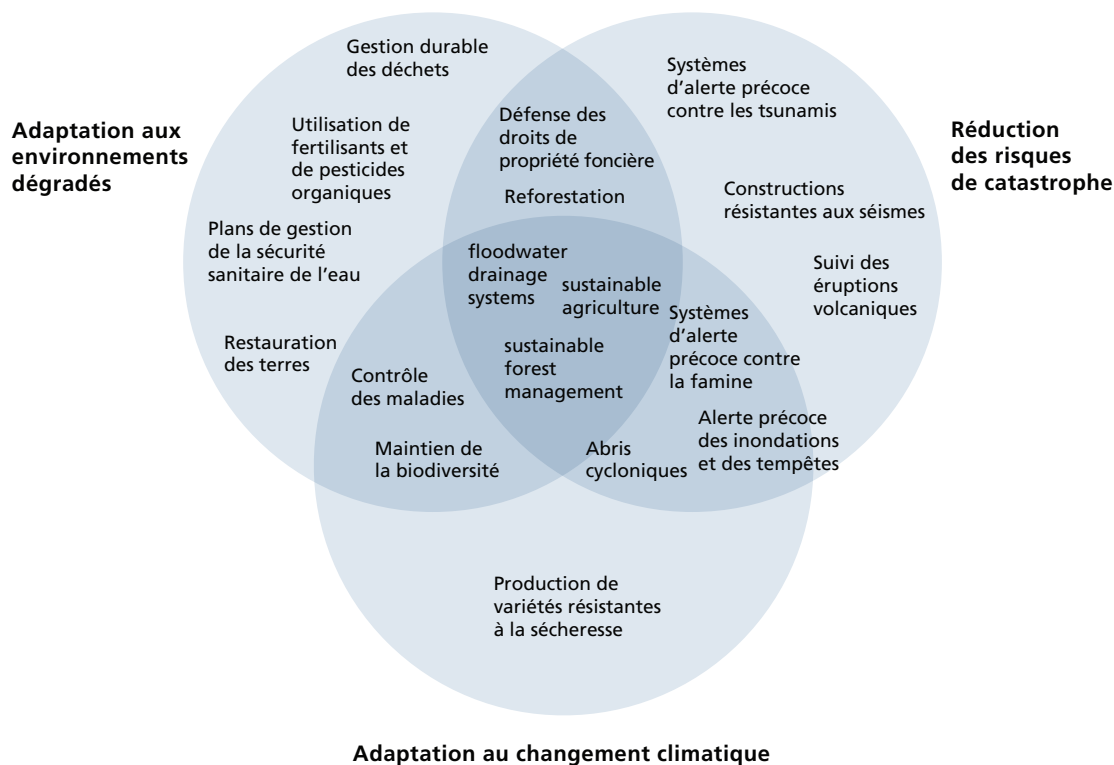 Gestion durable
des déchets
Systèmes
d'alerte précoce
contre les tsunamis
Adaptation aux
environnements
dégradés
Utilisation de
fertilisants et
de pesticides
organiques
Défense des
droits de
propriété foncière
Réduction
des risques
de catastrophe
Reforestation
Constructions
résistantes aux séismes
Plans de gestion
de la sécurité
sanitaire de l'eau
floodwater
drainage
systems
sustainable
agriculture
Suivi des
éruptions
volcaniques
Restauration
des terres
Contrôle
des maladies
sustainable
forest
management
Systèmes
d'alerte
précoce contre
la famine
Maintien de
la biodiversité
Abris
cycloniques
Alerte précoce
des inondations
et des tempêtes
Production de
variétés résistantes
à la sécheresse
Adaptation au changement climatique